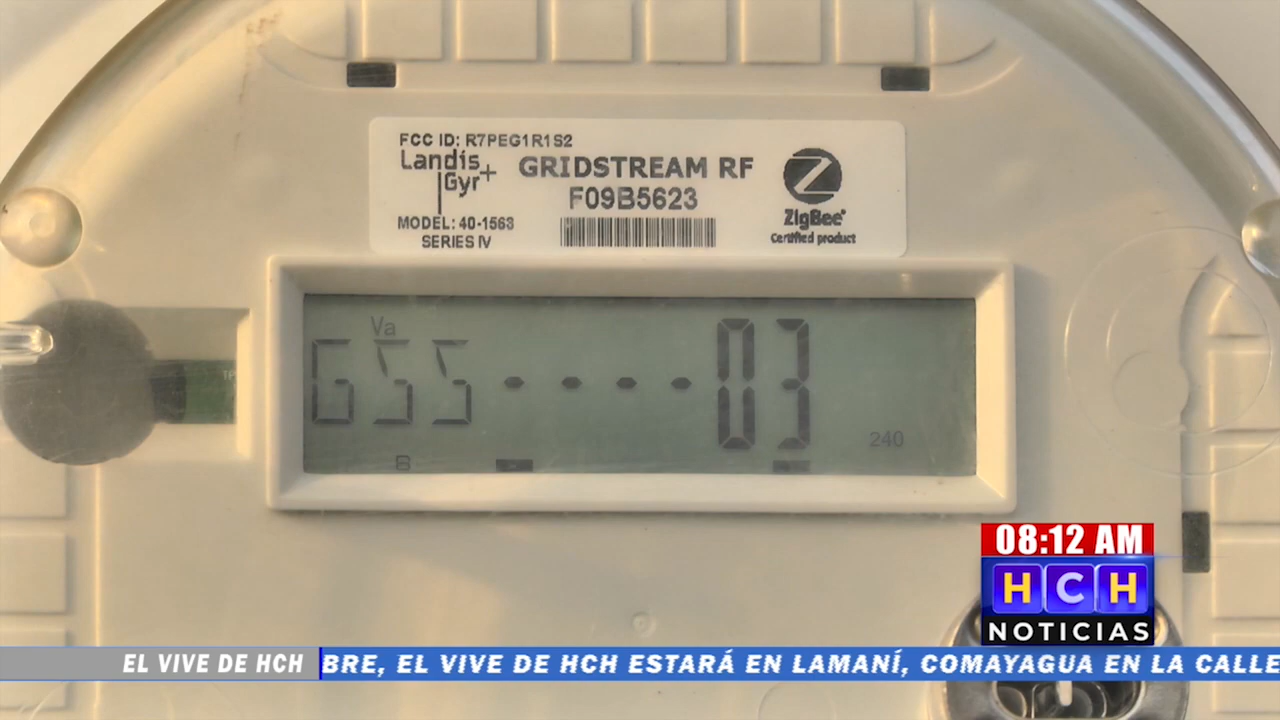 FCC ID: R7PEG1R1S2
Landis+
Gyr
GRIDSTREAM RF
F09B5623
MODEL: 40-1563
SERIES IV
ZigBee®
Certified product
Va
G55----03
240
B
08:12 AM
HCH
NOTICIAS
EL VIVE DE HCH
BRE, EL VIVE DE HCH ESTARÁ EN LAMANÍ, COMAYAGUA EN LA CALLE